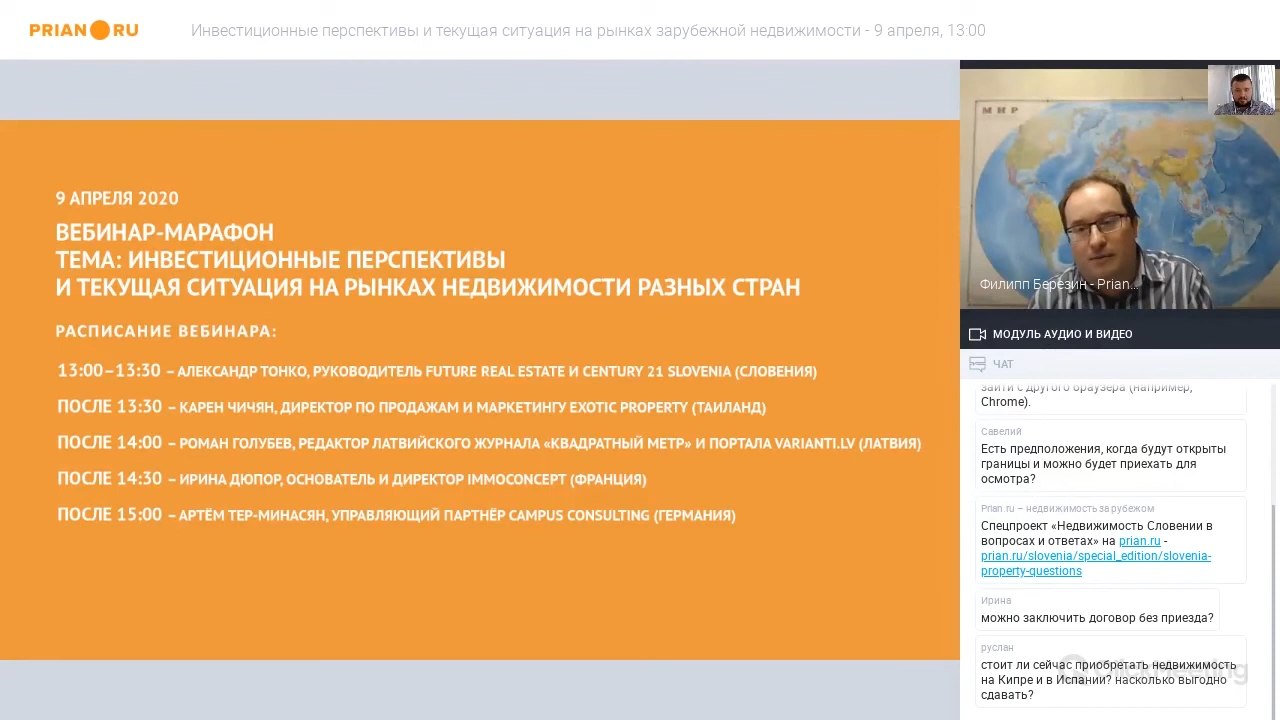 PRIAN RU
Инвестиционные перспективы и текущая ситуация на рынках зарубежной недвижимости - 9 апреля, 13:00
9 АПРЕЛЯ 2020
ВЕБИНАР-МАРАФОН
ТЕМА: ИНВЕСТИЦИОННЫЕ ПЕРСПЕКТИВЫ
И ТЕКУЩАЯ СИТУАЦИЯ НА РЫНКАХ НЕДВИЖИМОСТИ РАЗНЫХ СТРАН
РАСПИСАНИЕ ВЕБИНАРА:
13:00–13:30 – АЛЕКСАНДР ТОНКО, РУКОВОДИТЕЛЬ FUTURE REAL ESTATE И CENTURY 21 SLOVENIA (СЛОВЕНИЯ)
ПОСЛЕ 13:30 – КАРЕН ЧИЧЯН, ДИРЕКТОР ПО ПРОДАЖАМ И МАРКЕТИНГУ EXOTIC PROPERTY (ТАИЛАНД)
ПОСЛЕ 14:00 – РОМАН ГОЛУБЕВ, РЕДАКТОР ЛАТВИЙСКОГО ЖУРНАЛА «КВАДРАТНЫЙ МЕТР» И ПОРТАЛА VARIANTI.LV (ЛАТВИЯ)
ПОСЛЕ 14:30 – ИРИНА ДЮПОР, ОСНОВАТЕЛЬ И ДИРЕКТОР IMMOCONCEPT (ФРАНЦИЯ)
ПОСЛЕ 15:00 – АРТЁМ ТЕР-МИНАСЯН, УПРАВЛЯЮЩИЙ ПАРТНЁР CAMPUS CONSULTING (ГЕРМАНИЯ)
МИР
Филипп Березин - Prian...
МОДУЛЬ АУДИО И ВИДЕО
ЧАТ
зайти с другого браузера (например,
Chrome).
Савелий
Есть предположения, когда будут открыты
границы и можно будет приехать для
осмотра?
Prian.ru – недвижимость за рубежом
Спецпроект «Недвижимость Словении в
вопросах и ответах» на prian.ru -
prian.ru/slovenia/special_edition/slovenia-
property-questions
Ирина
можно заключить договор без приезда?
руслан
стоит ли сейчас приобретать недвижимость
на Кипре и в Испании? насколько выгодно
сдавать?
ClickMeeting